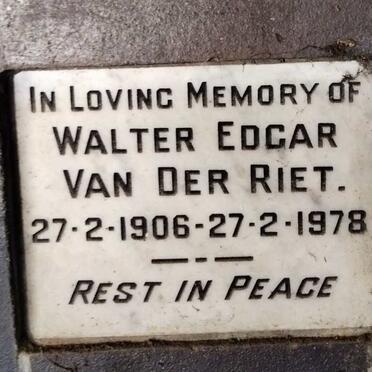 IN LOVING MEMORY OF
WALTER EDGAR
VAN DER RIET.
27-2-1906-27-2-1978
REST IN PEACE